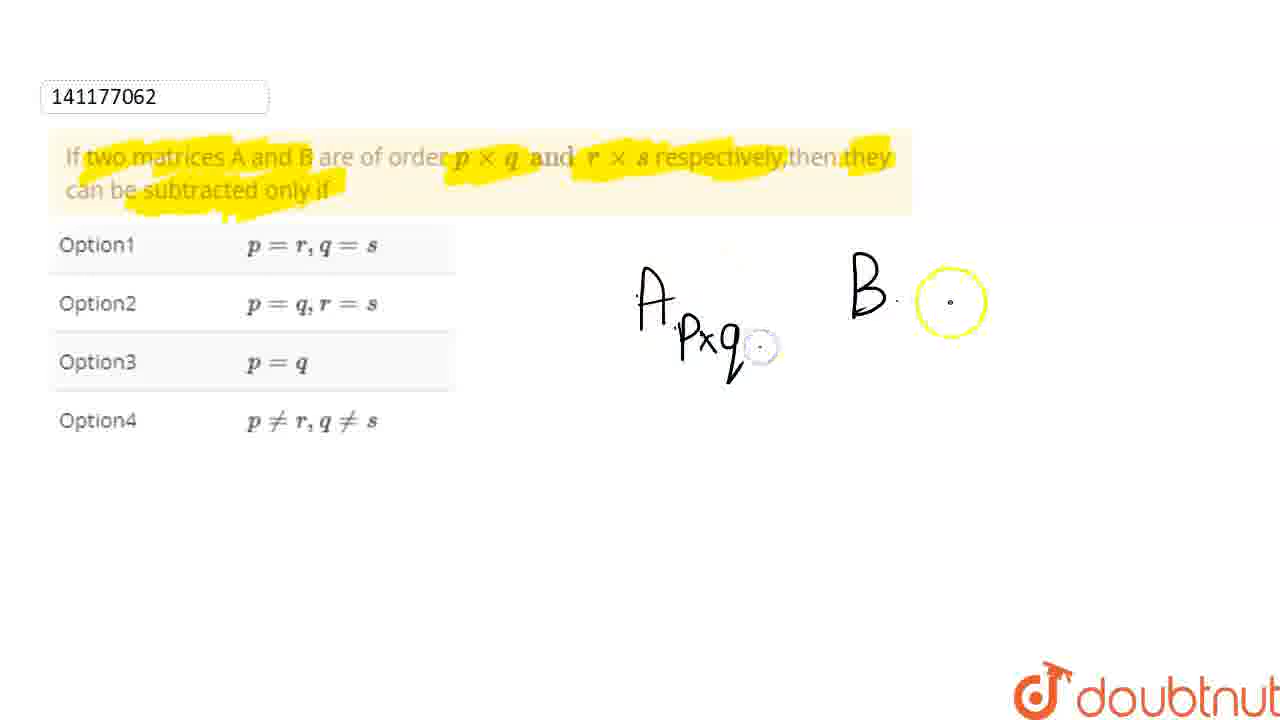 141177062
If two matrices A and B are of order p × q and r × s respectively,then they
can be subtracted only if
Option1 p = r, q = s
Option2 p = q, r = s
Option3 p = q
Option4 p ≠ r, q ≠ s
A p×q B
doubtnut